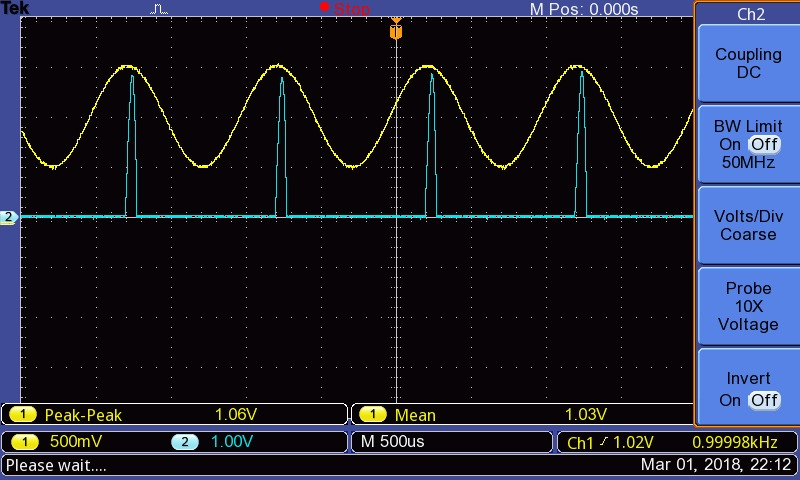 Tek Stop M Pos: 0.000s
T
2
Ch2
Coupling
DC
BW Limit
On Off
50MHz
Volts/Div
Coarse
Probe
10X
Voltage
Invert
On Off
1 Peak-Peak 1.06V 1 Mean 1.03V
1 500mV 2 1.00V M 500us Ch1 1.02V 0.99998kHz
Please wait.... Mar 01, 2018, 22:12